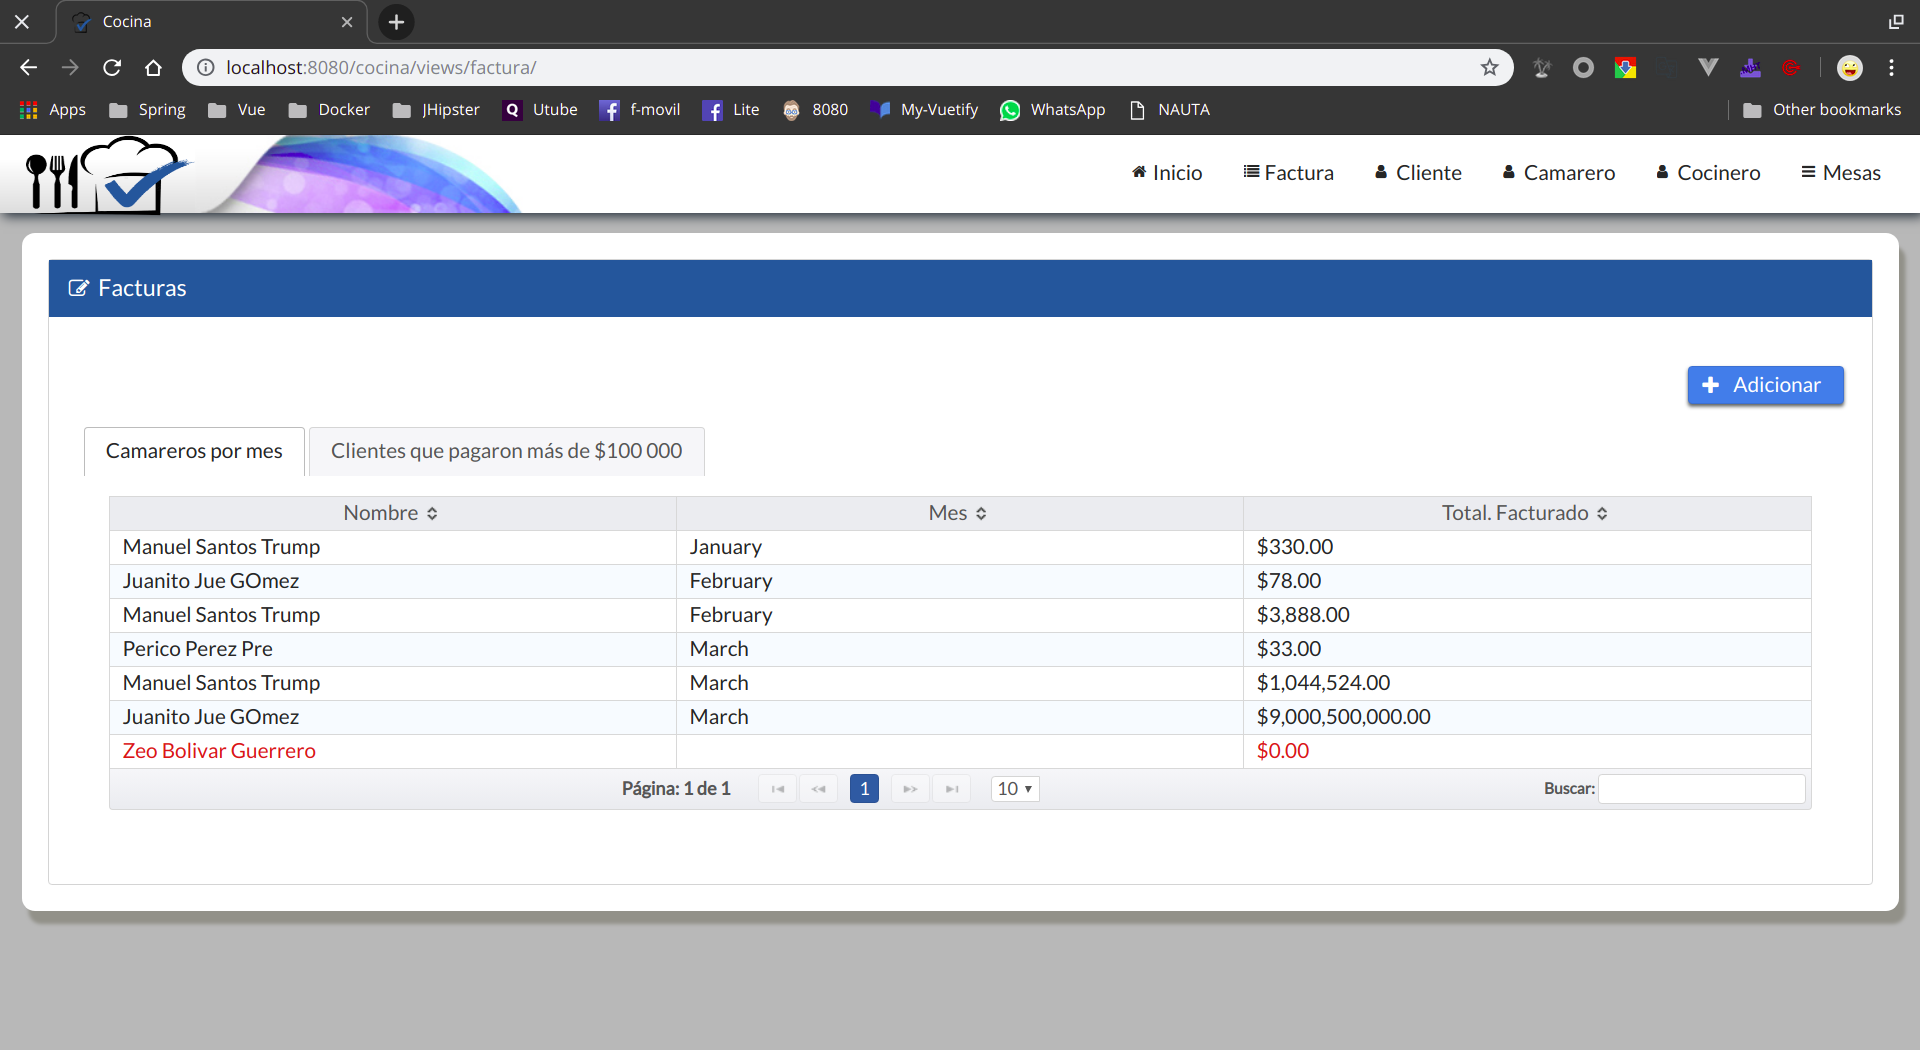 Cocina
localhost:8080/cocina/views/factura/
Apps Spring Vue Docker JHipster Utube f-movil Lite 8080 My-Vuetify WhatsApp NAUTA Other bookmarks
Inicio Factura Cliente Camarero Cocinero Mesas
Facturas
Adicionar
Camareros por mes Clientes que pagaron más de $100 000
Nombre Mes Total. Facturado
Manuel Santos Trump January $330.00
Juanito Jue GOmez February $78.00
Manuel Santos Trump February $3,888.00
Perico Perez Pre March $33.00
Manuel Santos Trump March $1,044,524.00
Juanito Jue GOmez March $9,000,500,000.00
Zeo Bolivar Guerrero $0.00
Página: 1 de 1 1 10 Buscar: